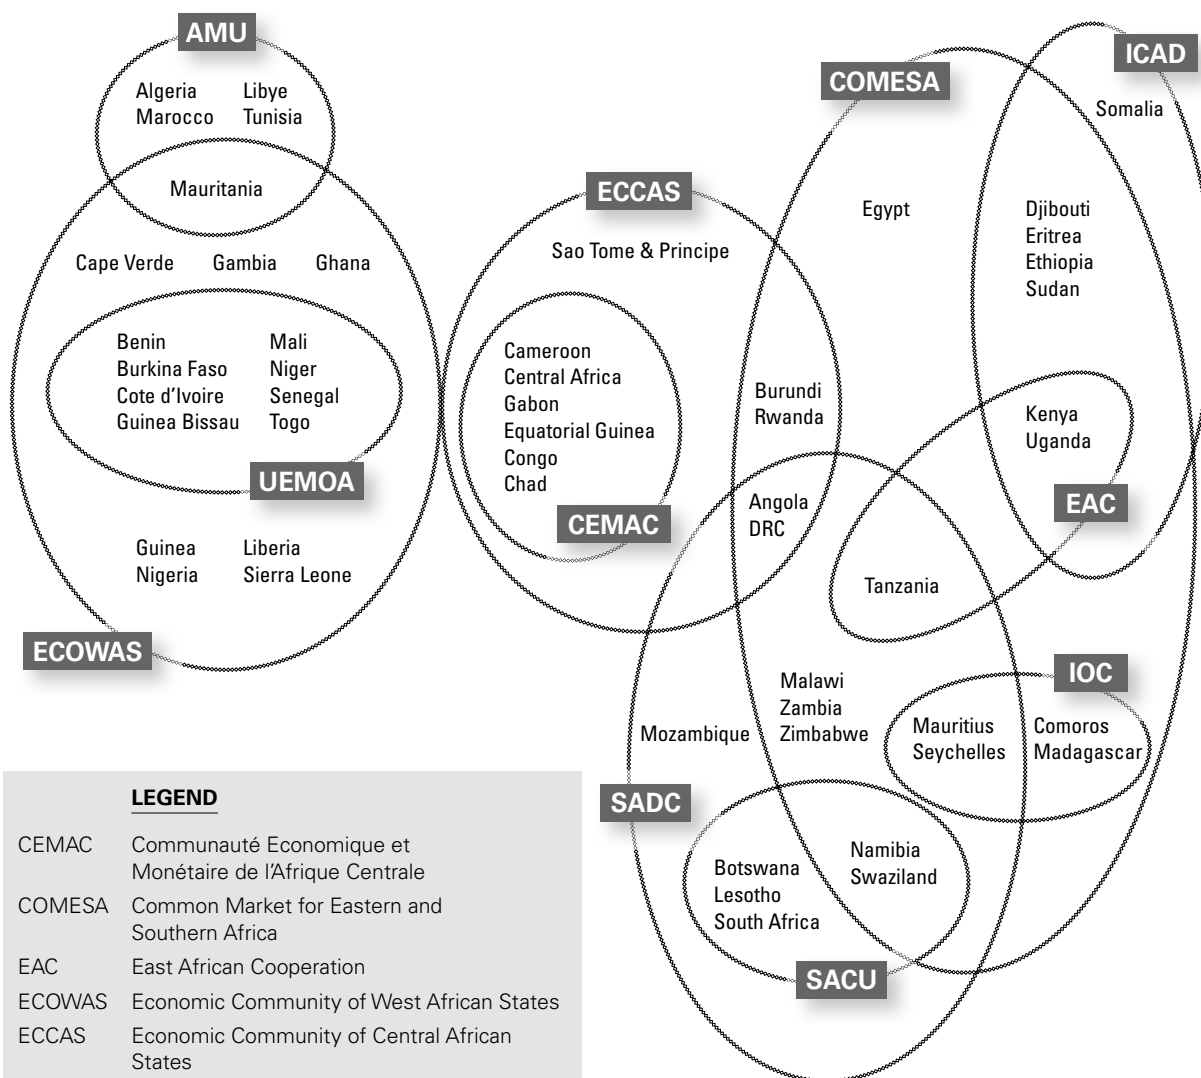 AMU
Algeria Libye
Marocco Tunisia
Mauritania
Cape Verde Gambia Ghana
Benin Mali
Burkina Faso Niger
Cote d’Ivoire Senegal
Guinea Bissau Togo
UEMOA
Guinea Liberia
Nigeria Sierra Leone
ECOWAS
ECCAS
Sao Tome & Principe
Cameroon
Central Africa
Gabon
Equatorial Guinea
Congo
Chad
CEMAC
Burundi
Rwanda
Angola
DRC
COMESA
Egypt
ICAD
Somalia
Djibouti
Eritrea
Ethiopia
Sudan
Kenya
Uganda
EAC
Tanzania
IOC
Mauritius Comoros
Seychelles Madagascar
Malawi
Zambia
Zimbabwe
Mozambique
SADC
Botswana
Lesotho
South Africa
Namibia
Swaziland
SACU
LEGEND
CEMAC Communauté Economique et
Monétaire de l’Afrique Centrale
COMESA Common Market for Eastern and
Southern Africa
EAC East African Cooperation
ECOWAS Economic Community of West African States
ECCAS Economic Community of Central African
States